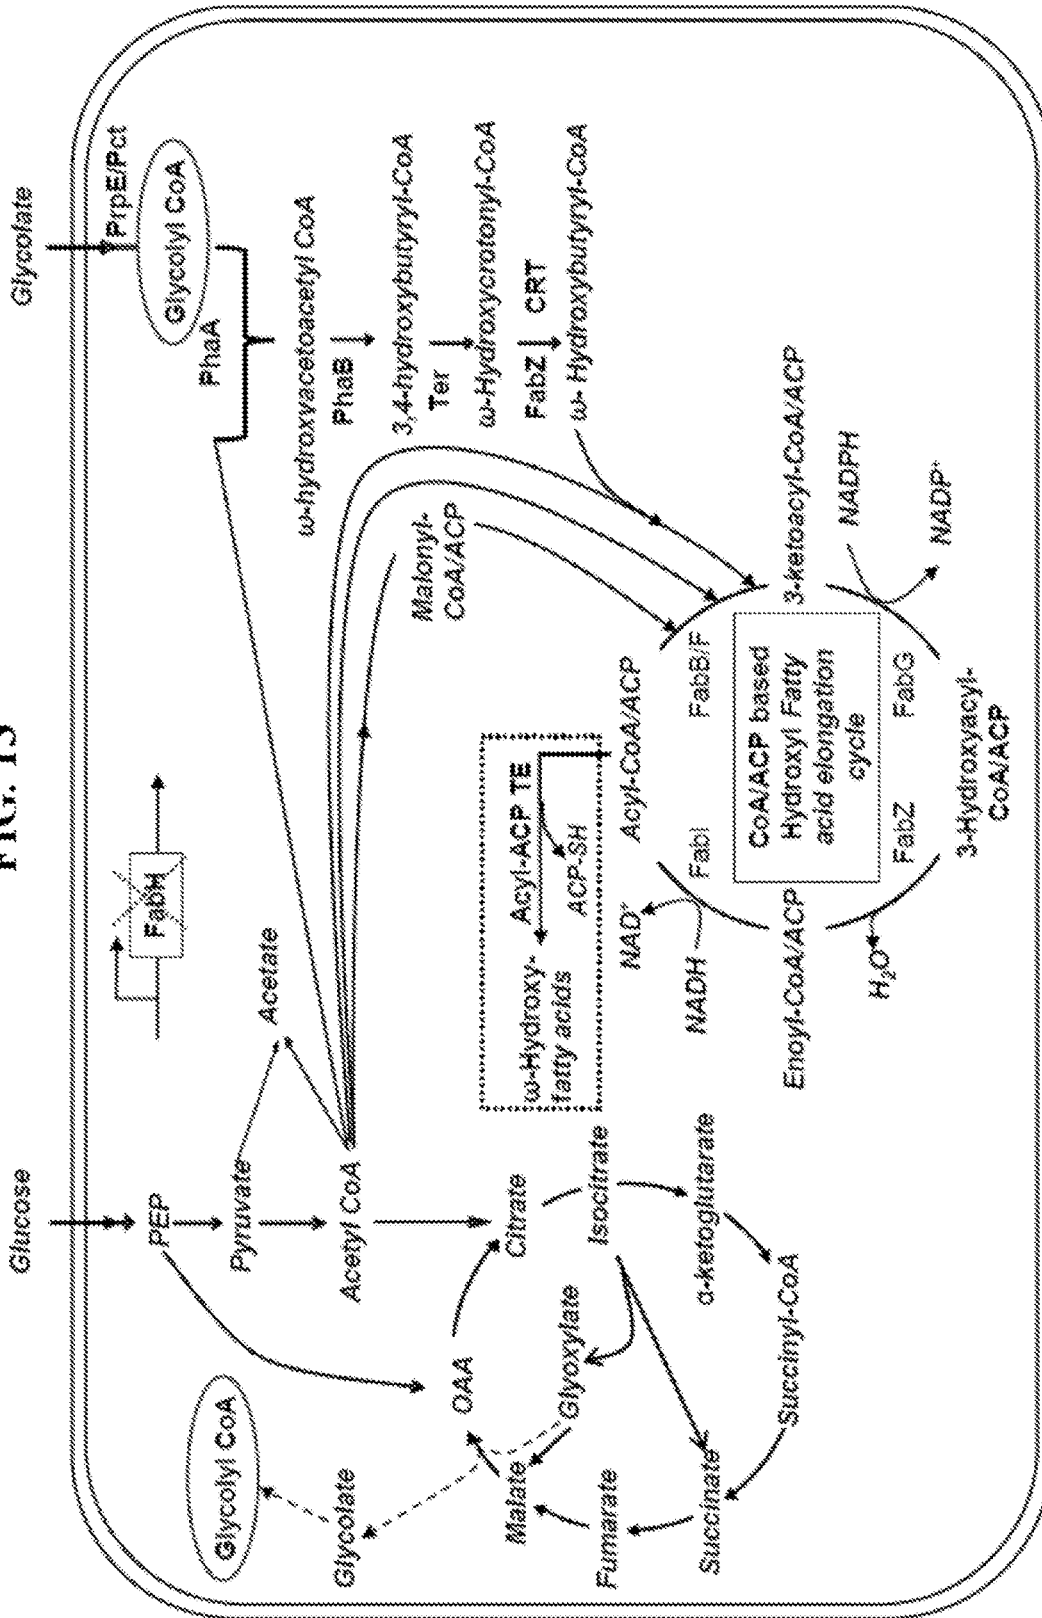 FIG. 15
Glucose
Glycolate
PEP
FabH
PrpE/Pct
Glycolyl CoA
Glycolyl CoA
Pyruvate
Acetate
PhaA
Glycolate
Acetyl CoA
ω-hydroxyacetoacetyl CoA
PhaB
3,4-hydroxybutyryl-CoA
Ter
ω-Hydroxycrotonyl-CoA
FabZ
CRT
ω- Hydroxybutyryl-CoA
Malonyl-
CoA/ACP
OAA
Citrate
Malate
Glyoxylate
Isocitrate
Fumarate
α-ketoglutarate
Succinate
Succinyl-CoA
ω-Hydroxy-
fatty acids
Acyl-ACP TE
ACP-SH
NAD⁺
Acyl-CoA/ACP
NADH
FabI
FabB/F
CoA/ACP based
Hydroxyl Fatty
acid elongation
cycle
Enoyl-CoA/ACP
3-ketoacyl-CoA/ACP
NADPH
H₂O
FabZ
FabG
NADP⁺
3-Hydroxyacyl-
CoA/ACP